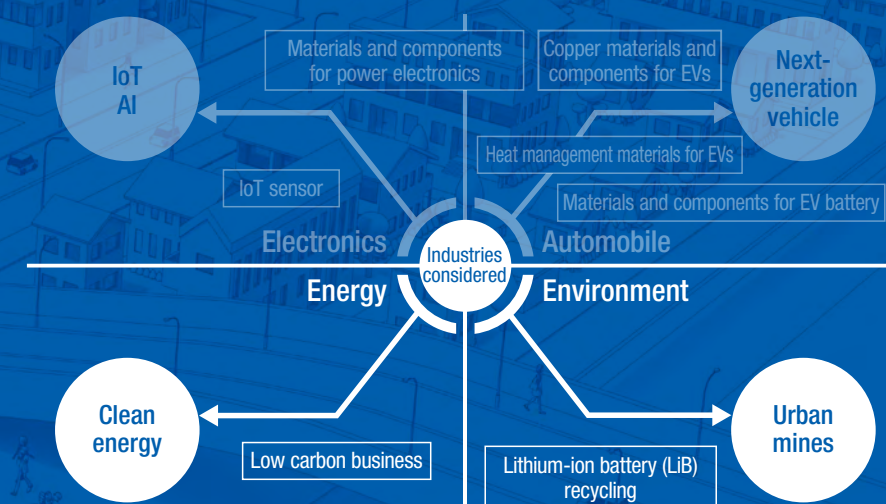 IoT
AI
Materials and components
for power electronics
Copper materials and
components for EVs
Next-
generation
vehicle
Heat management materials for EVs
IoT sensor
Materials and components for EV battery
Electronics
Automobile
Industries
considered
Energy
Environment
Clean
energy
Low carbon business
Lithium-ion battery (LiB)
recycling
Urban
mines